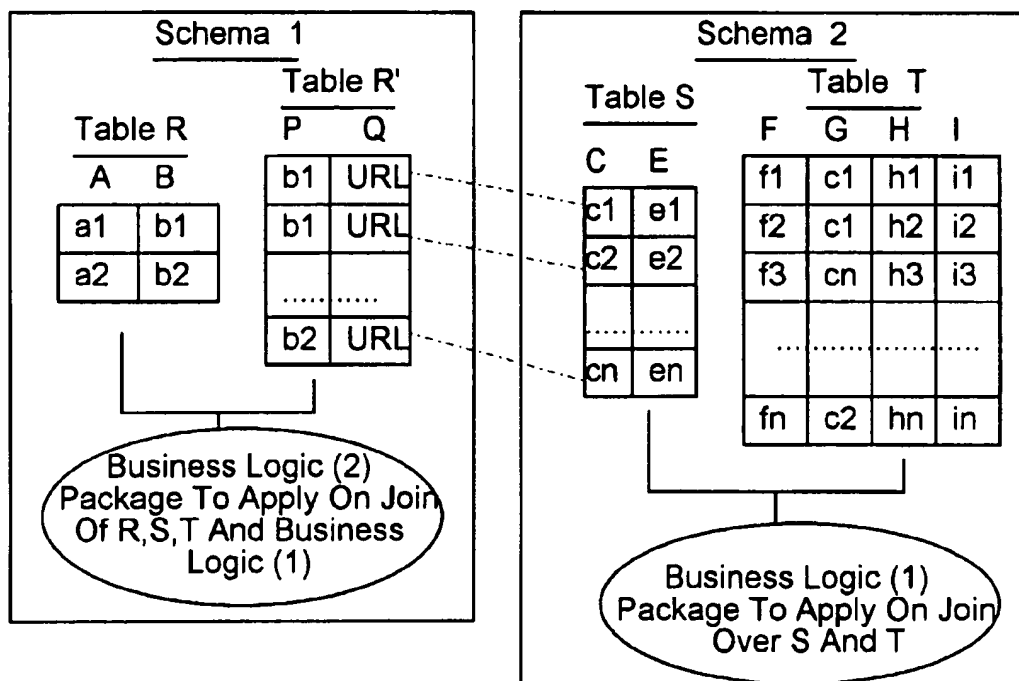 Schema 1
Table R'
Table R
P Q
A B
b1 URL
b1 URL
...........
b2 URL
a1 b1
a2 b2
Business Logic (2)
Package To Apply On Join
Of R,S,T And Business
Logic (1)
Schema 2
Table S
Table T
C E
c1 e1
c2 e2
.............
cn en
F G H I
f1 c1 h1 i1
f2 c1 h2 i2
f3 cn h3 i3
......................
fn c2 hn in
Business Logic (1)
Package To Apply On Join
Over S And T